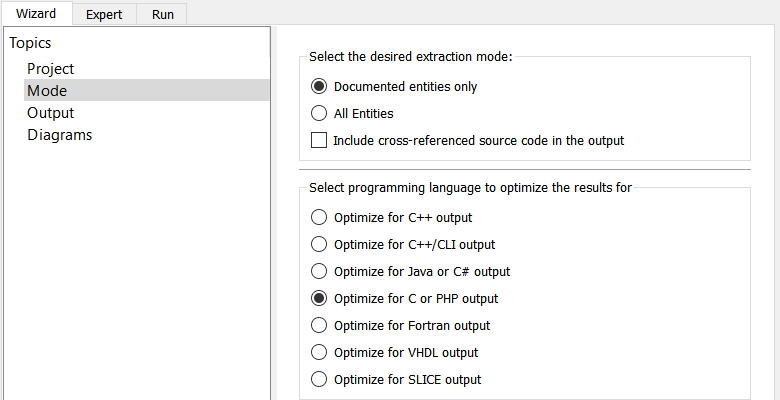 Wizard Expert Run
Topics
Project
Mode
Output
Diagrams
Select the desired extraction mode:
Documented entities only
All Entities
Include cross-referenced source code in the output
Select programming language to optimize the results for
Optimize for C++ output
Optimize for C++/CLI output
Optimize for Java or C# output
Optimize for C or PHP output
Optimize for Fortran output
Optimize for VHDL output
Optimize for SLICE output